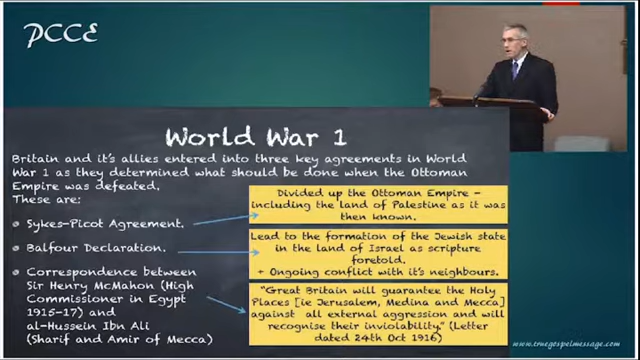 PCCE
World War 1
Britain and it's allies entered into three key agreements in World
War 1 as they determined what should be done when the Ottoman
Empire was defeated.
These are:
Sykes-Picot Agreement.
Divided up the Ottoman Empire -
including the land of Palestine as it was
then known.
Balfour Declaration.
Lead to the formation of the Jewish state
in the land of Israel as scripture
foretold.
+ Ongoing conflict with it's neighbours.
Correspondence between
Sir Henry McMahon (High
Commissioner in Egypt
1915-17) and
al-Hussein Ibn Ali
(Sharif and Amir of Mecca)
"Great Britain will guarantee the Holy
Places [ie Jerusalem, Medina and Mecca]
against all external aggression and will
recognise their inviolability." (Letter
dated 24th Oct 1916)
www.truegospelmessage.com